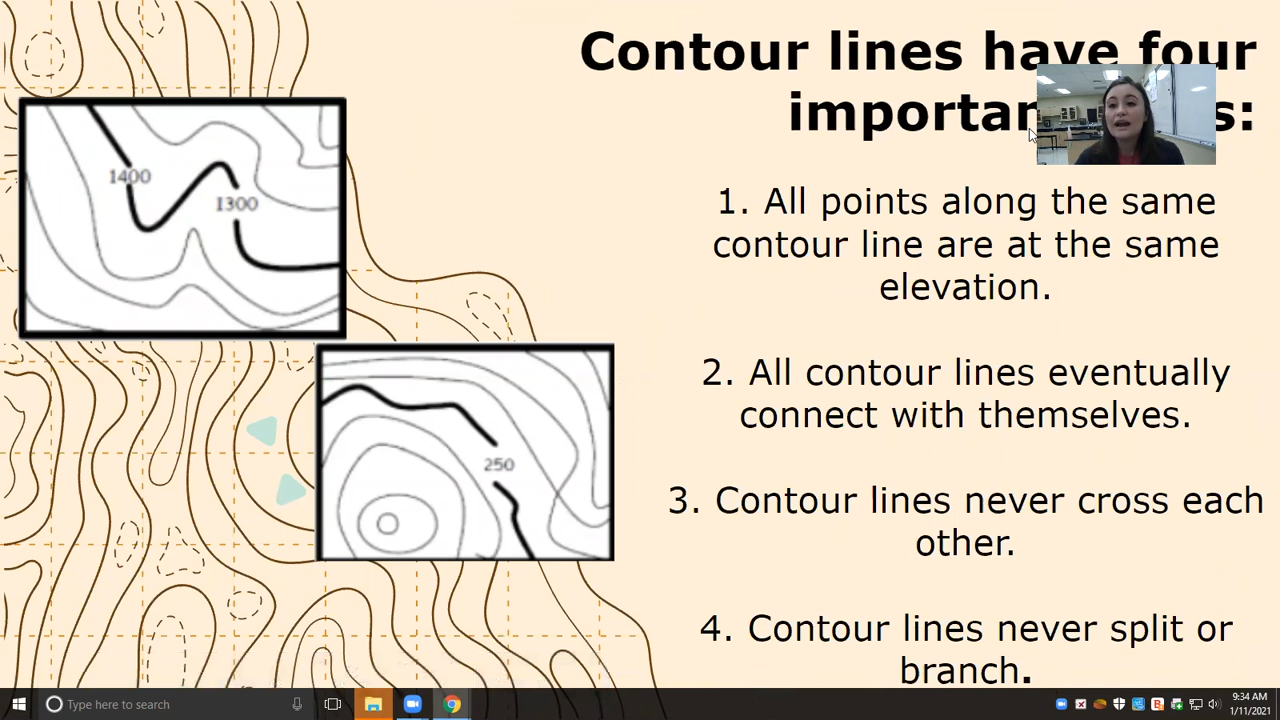 Contour lines have four
:
1400
1300
1. All points along the same
contour line are at the same
elevation.
250
2. All contour lines eventually
connect with themselves.
3. Contour lines never cross each
other.
4. Contour lines never split or
branch.
Type here to search
9:34 AM
1/11/2021